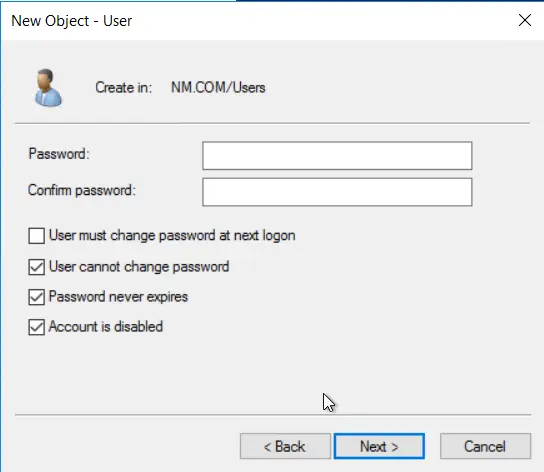 New Object - User
Create in: NM.COM/Users
Password:
Confirm password:
User must change password at next logon
User cannot change password
Password never expires
Account is disabled
< Back Next > Cancel